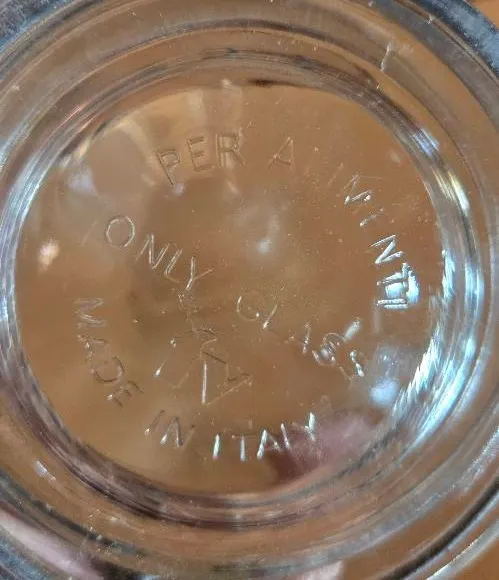 PER ALIMENTI
ONLY GLASS
MADE IN ITALY